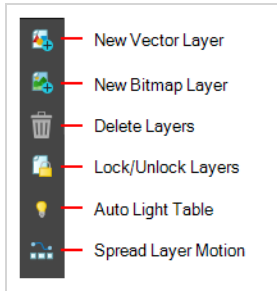 New Vector Layer
New Bitmap Layer
Delete Layers
Lock/Unlock Layers
Auto Light Table
Spread Layer Motion